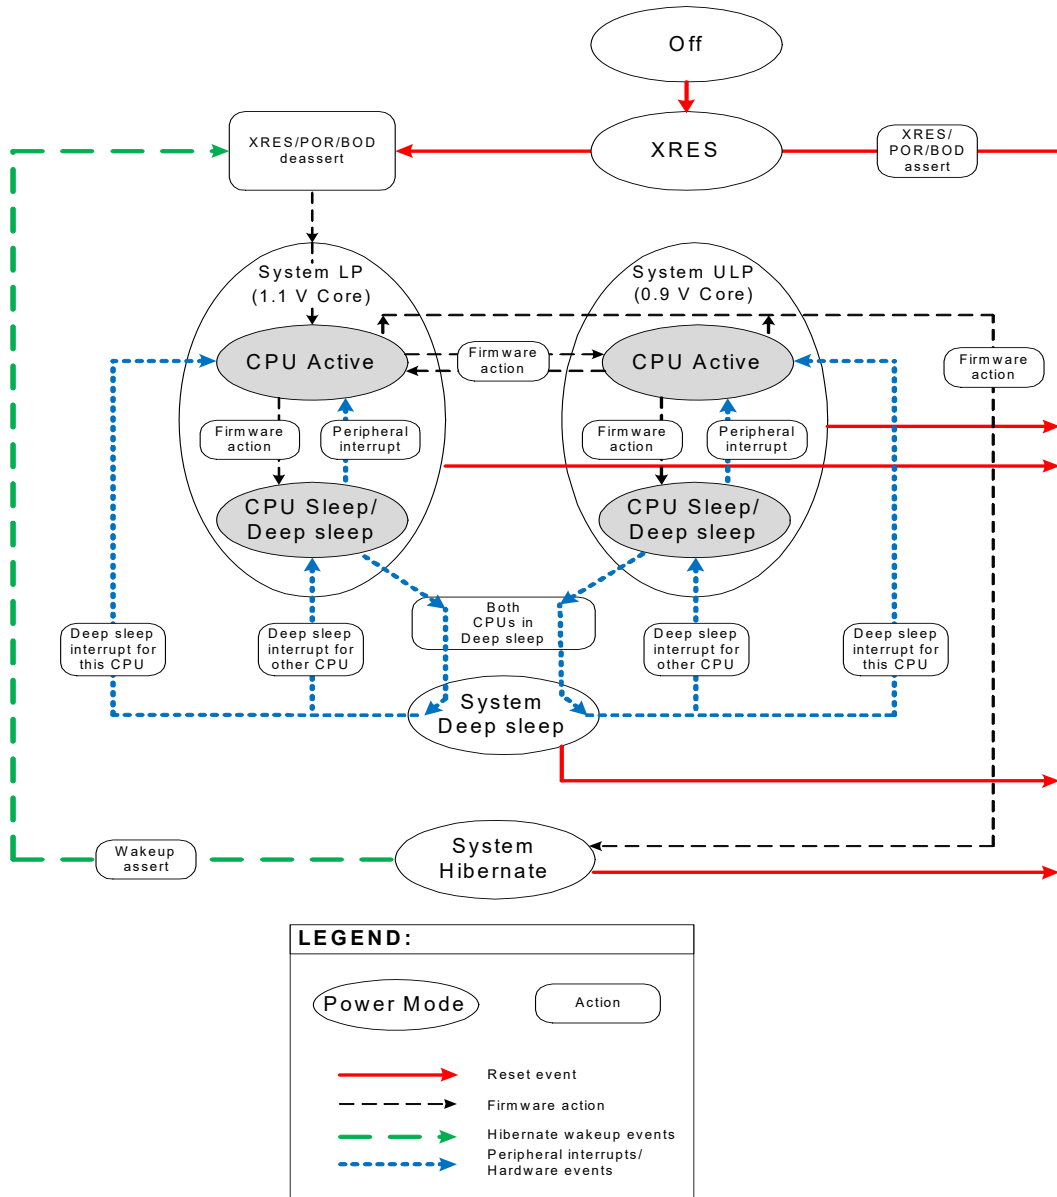 Off
XRES/POR/BOD
deassert
XRES
XRES/
POR/BOD
assert
System LP
(1.1 V Core)
System ULP
(0.9 V Core)
CPU Active
Firmware
action
CPU Active
Firmware
action
Firmware
action
Peripheral
interrupt
Firmware
action
Peripheral
interrupt
CPU Sleep/
Deep sleep
CPU Sleep/
Deep sleep
Both
CPUs in
Deep sleep
Deep sleep
interrupt for
this CPU
Deep sleep
interrupt for
other CPU
Deep sleep
interrupt for
other CPU
Deep sleep
interrupt for
this CPU
System
Deep sleep
Wakeup
assert
System
Hibernate
LEGEND:
Power Mode
Action
Reset event
Firmware action
Hibernate wakeup events
Peripheral interrupts/
Hardware events